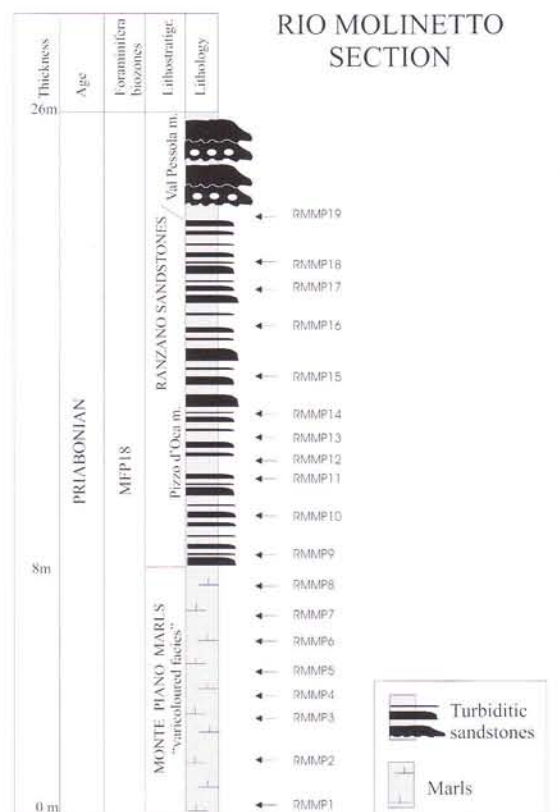 RIO MOLINETTO
SECTION
Thickness
Age
Foraminifera
biozones
Lithostratigr.
Lithology
26m
Val Pessola m.
RMMP19
RMMP18
RMMP17
RMMP16
RMMP15
RMMP14
RMMP13
RMMP12
RMMP11
RMMP10
RMMP9
RANZANO SANDSTONES
Pizzo d'Oca m.
PRIABONIAN
MFP18
8m
RMMP8
RMMP7
RMMP6
RMMP5
RMMP4
RMMP3
RMMP2
RMMP1
MONTE PIANO MARLS
"varicoloured facies"
0 m
Turbiditic
sandstones
Marls